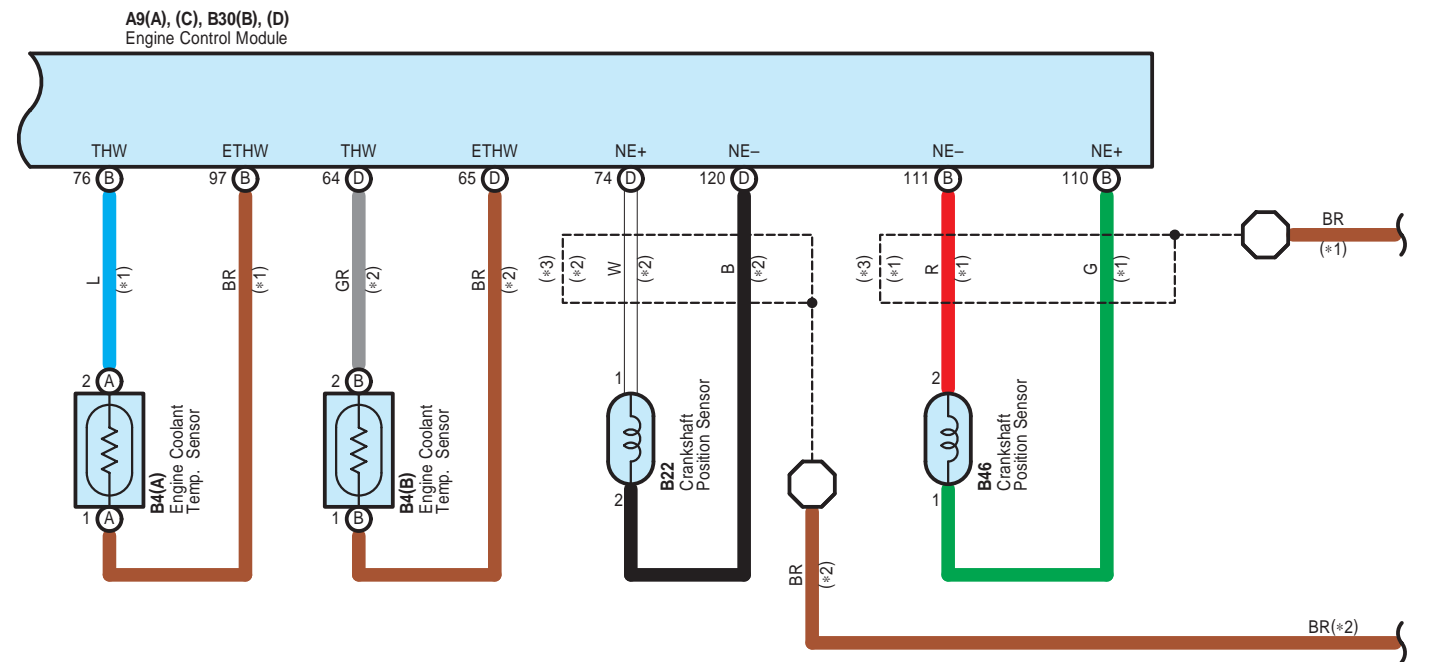 A9(A), (C), B30(B), (D)
Engine Control Module
THW
ETHW
THW
ETHW
NE+
NE–
NE–
NE+
76 B
97 B
64 D
65 D
74 D
120 D
111 B
110 B
L
(∗1)
BR
(∗1)
GR
(∗2)
BR
(∗2)
(∗3)
(∗2)
W
(∗2)
B
(∗2)
(∗3)
(∗1)
R
(∗1)
G
(∗1)
BR
(∗1)
2 A
2 B
1
2
B4(A)
Engine Coolant
Temp. Sensor
B4(B)
Engine Coolant
Temp. Sensor
B22
Crankshaft
Position Sensor
B46
Crankshaft
Position Sensor
1 A
1 B
2
1
BR
(∗2)
BR(∗2)